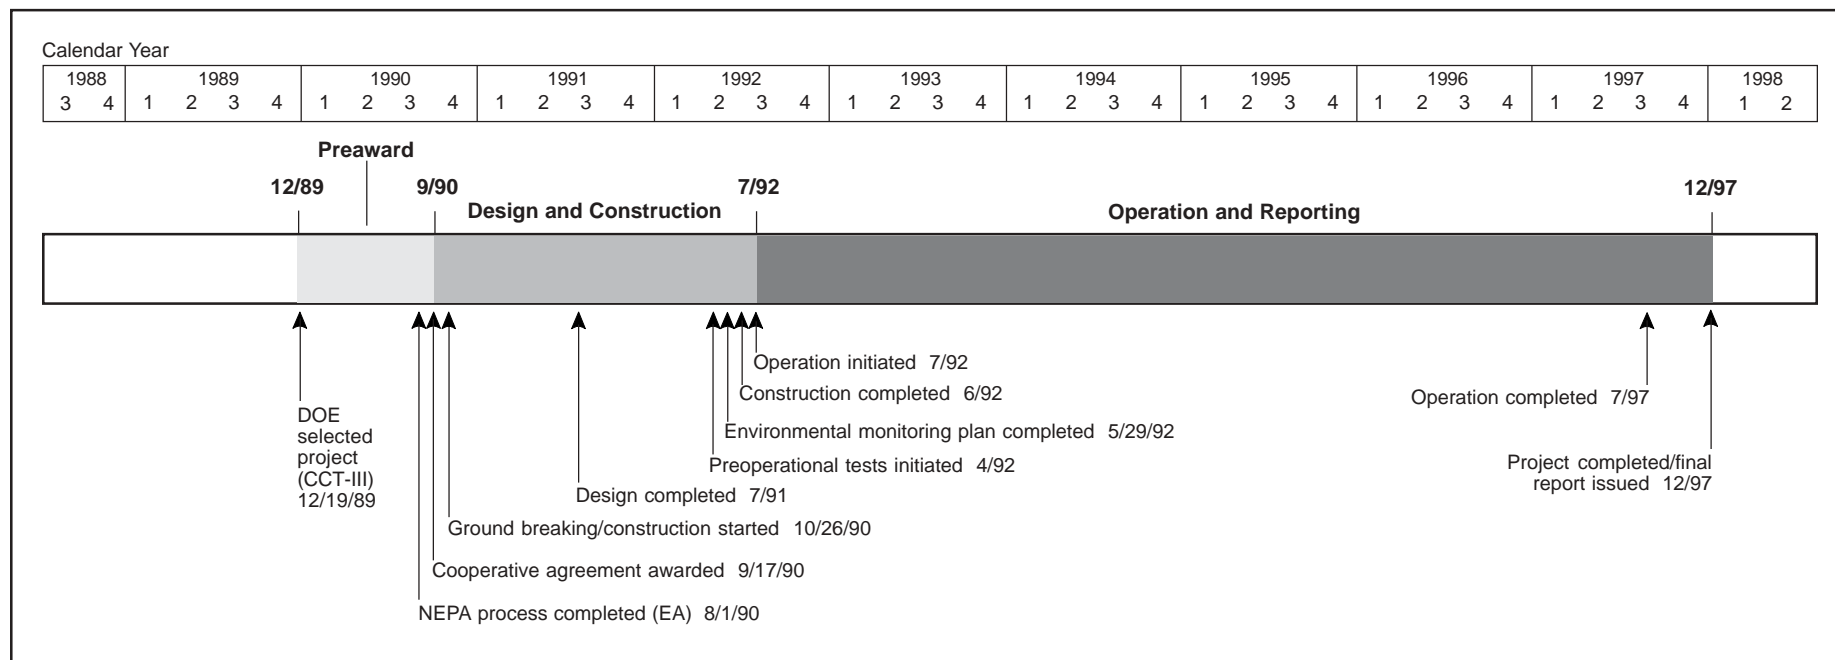 Calendar Year
1988 1989 1990 1991 1992 1993 1994 1995 1996 1997 1998
3 4 1 2 3 4 1 2 3 4 1 2 3 4 1 2 3 4 1 2 3 4 1 2 3 4 1 2 3 4 1 2 3 4 1 2 3 4 1 2
Preaward
12/89 9/90 7/92 12/97
Design and Construction Operation and Reporting
Operation initiated 7/92
Construction completed 6/92
Operation completed 7/97
DOE
selected
project
(CCT-III)
12/19/89
Environmental monitoring plan completed 5/29/92
Preoperational tests initiated 4/92
Project completed/final
report issued 12/97
Design completed 7/91
Ground breaking/construction started 10/26/90
Cooperative agreement awarded 9/17/90
NEPA process completed (EA) 8/1/90